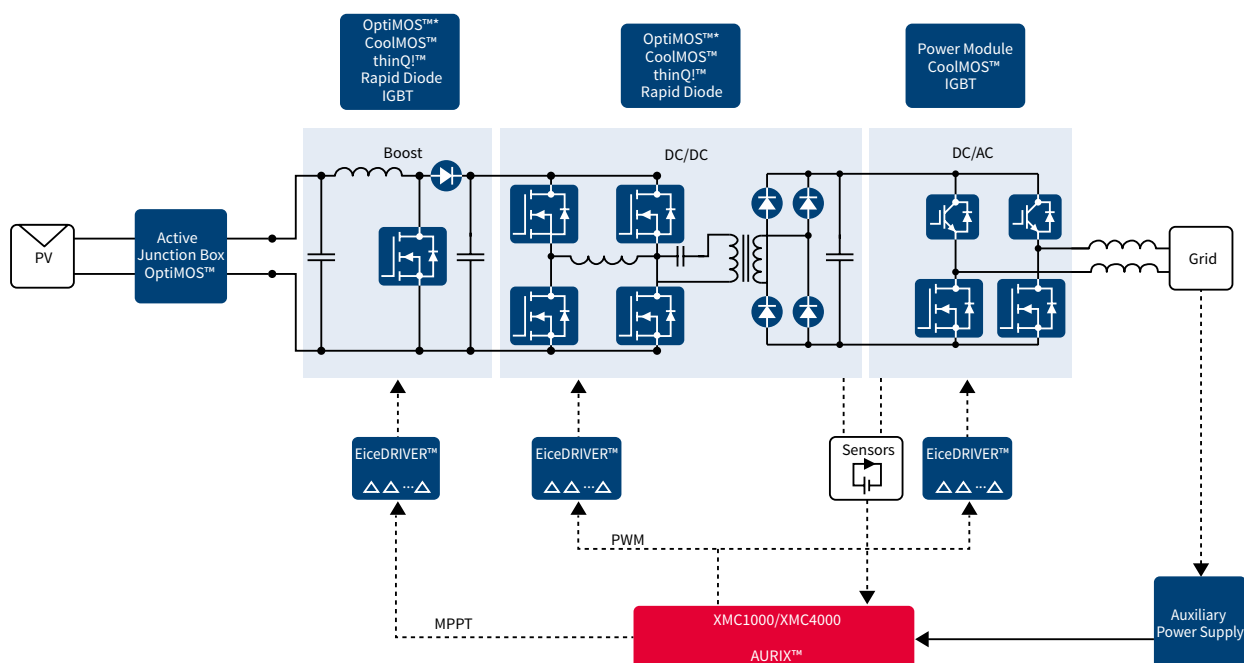 OptiMOS™*
CoolMOS™
thinQ!™
Rapid Diode
IGBT
OptiMOS™*
CoolMOS™
thinQ!™
Rapid Diode
Power Module
CoolMOS™
IGBT
Boost
DC/DC
DC/AC
PV
Active
Junction Box
OptiMOS™
Grid
EiceDRIVER™
...
EiceDRIVER™
...
Sensors
EiceDRIVER™
...
PWM
MPPT
XMC1000/XMC4000
AURIX™
Auxiliary
Power Supply